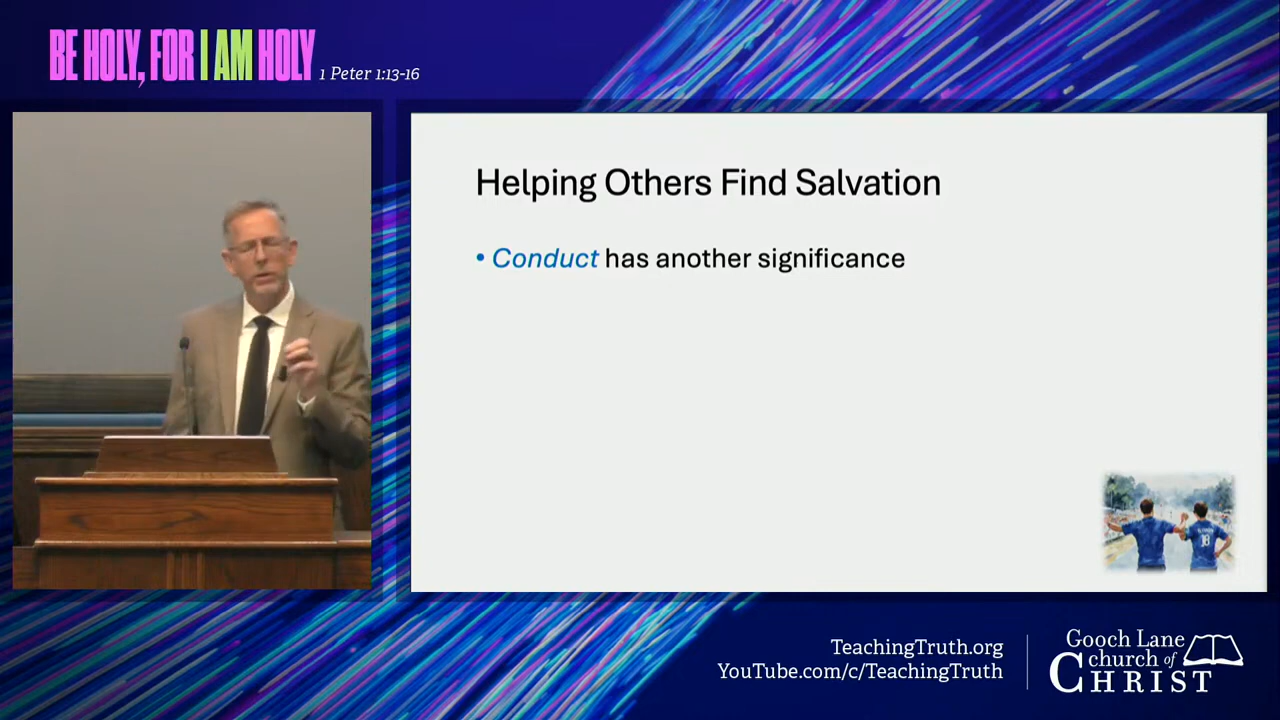 BE HOLY, FOR I AM HOLY 1 Peter 1:13-16
Helping Others Find Salvation
• Conduct has another significance
18
TeachingTruth.org
YouTube.com/c/TeachingTruth
Gooch Lane
church of
CHRIST